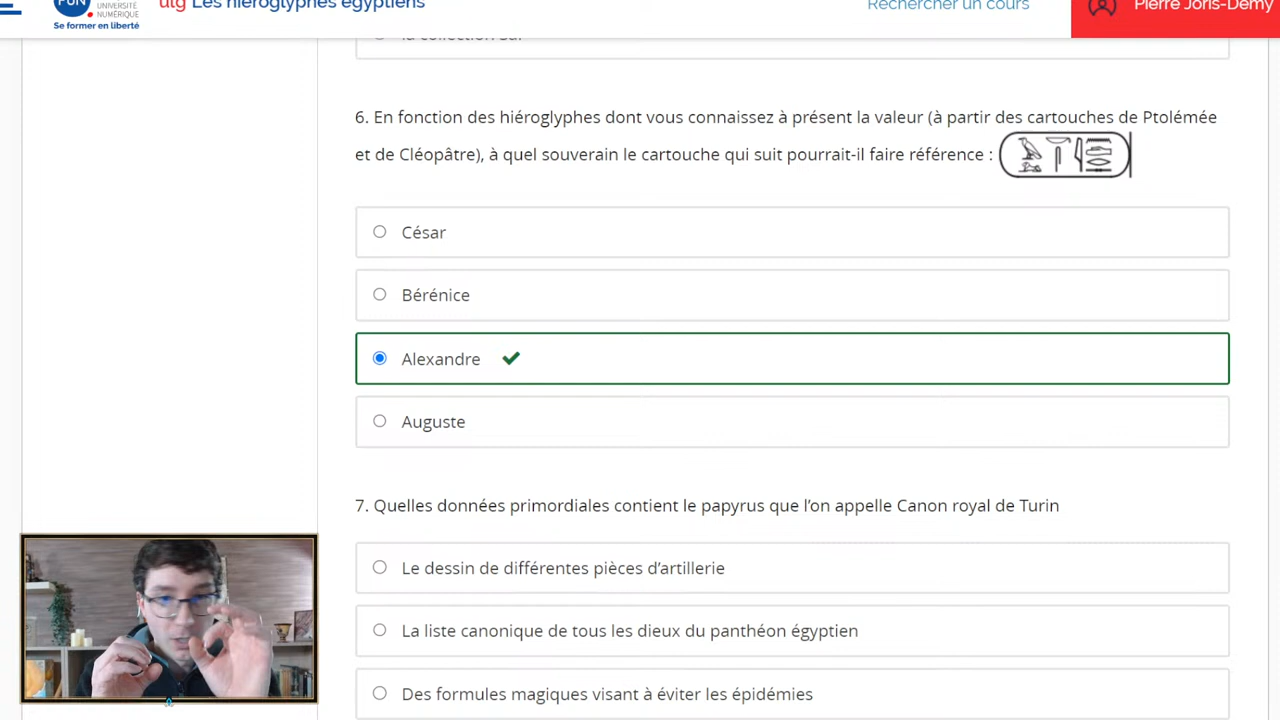 FUN
UNIVERSITÉ
NUMÉRIQUE
Se former en liberté
ulg Les hiéroglyphes égyptiens
Rechercher un cours
Pierre Joris-Demy
la collection Sur
6. En fonction des hiéroglyphes dont vous connaissez à présent la valeur (à partir des cartouches de Ptolémée
et de Cléopâtre), à quel souverain le cartouche qui suit pourrait-il faire référence :
César
Bérénice
Alexandre
Auguste
7. Quelles données primordiales contient le papyrus que l’on appelle Canon royal de Turin
Le dessin de différentes pièces d’artillerie
La liste canonique de tous les dieux du panthéon égyptien
Des formules magiques visant à éviter les épidémies